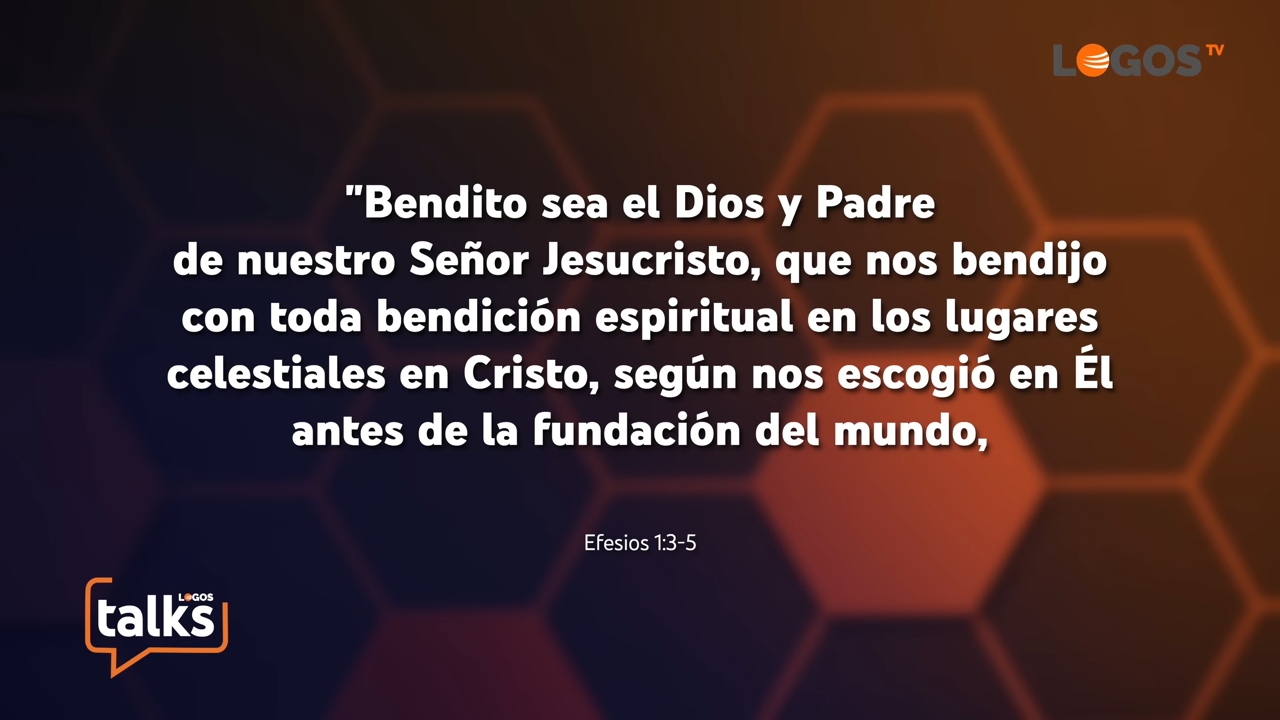 LOGOS TV
"Bendito sea el Dios y Padre
de nuestro Señor Jesucristo, que nos bendijo
con toda bendición espiritual en los lugares
celestiales en Cristo, según nos escogió en Él
antes de la fundación del mundo,
Efesios 1:3-5
LOGOS
talks